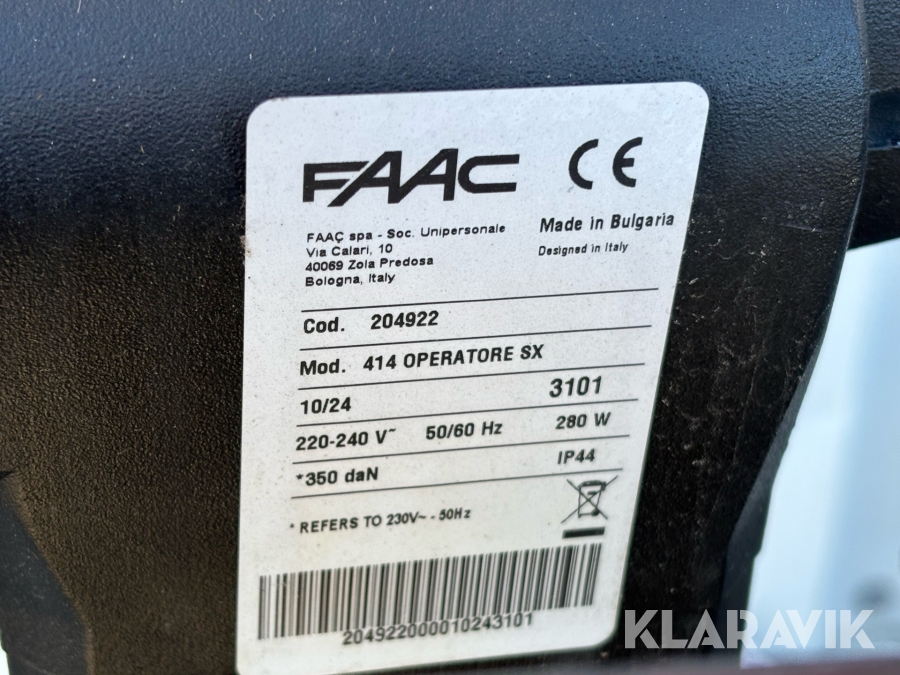 FAAC CE
FAAC spa - Soc. Unipersonale
Via Calari, 10
40069 Zola Predosa
Bologna, Italy
Made in Bulgaria
Designed in Italy
Cod. 204922
Mod. 414 OPERATORE SX
10/24 3101
220-240 V~ 50/60 Hz 280 W
*350 daN IP44
* REFERS TO 230V~ - 50Hz
204922000010243101
KLARAVIK